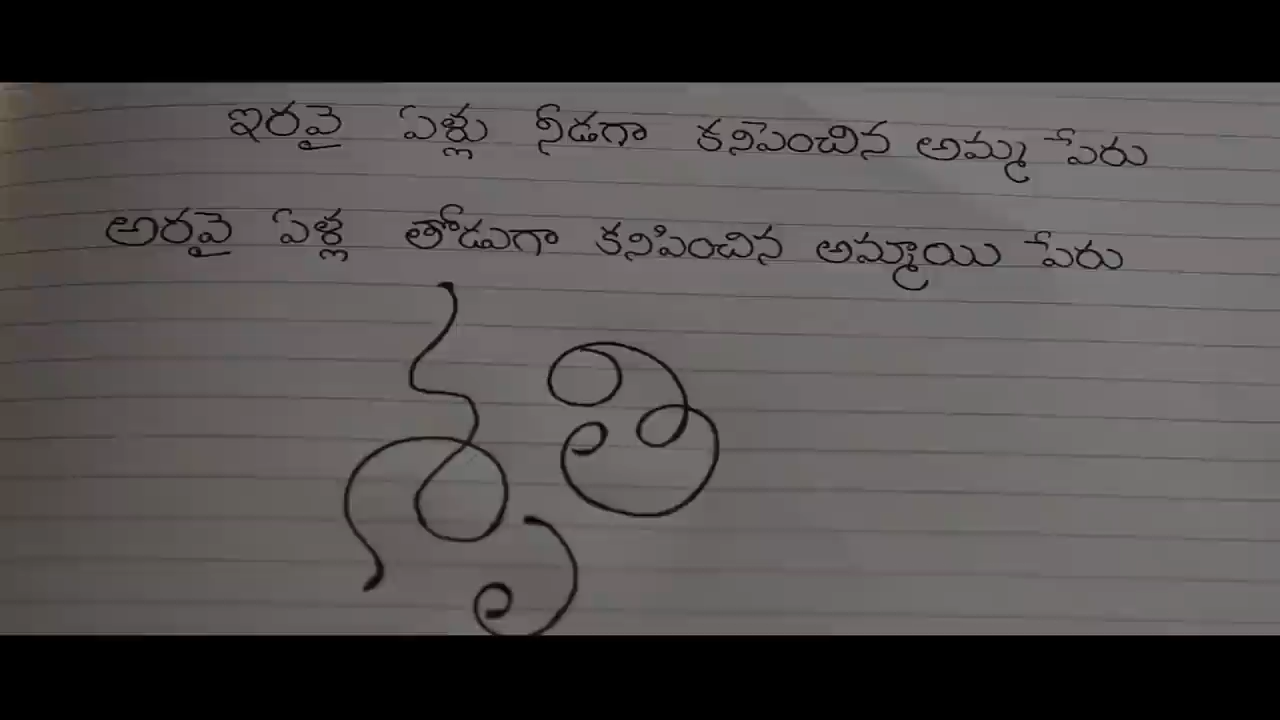 ఇరవై ఏళ్లు నీడగా కనిపెంచిన అమ్మ పేరు
అరవై ఏళ్ల తోడుగా కనిపించిన అమ్మాయి పేరు
శృతి